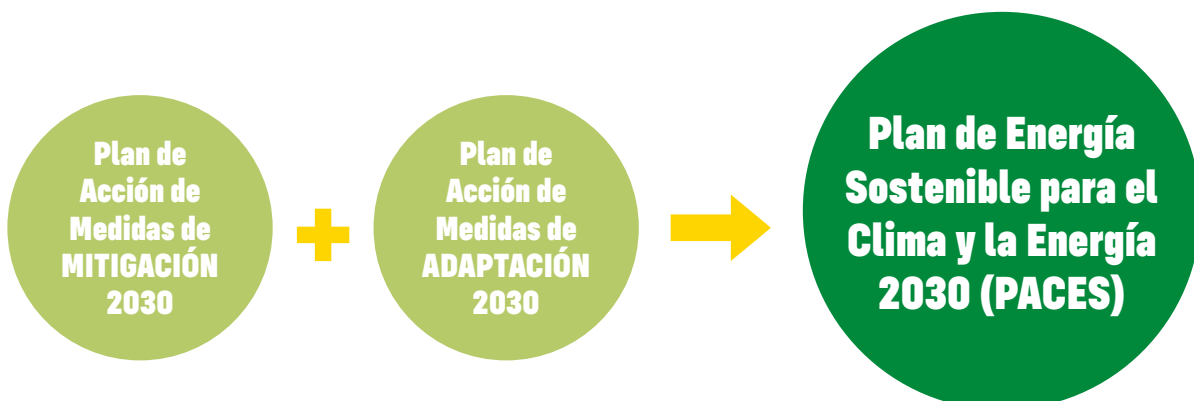 Plan de
Acción de
Medidas de
MITIGACIÓN
2030
Plan de
Acción de
Medidas de
ADAPTACIÓN
2030
Plan de Energía
Sostenible para el
Clima y la Energía
2030 (PACES)